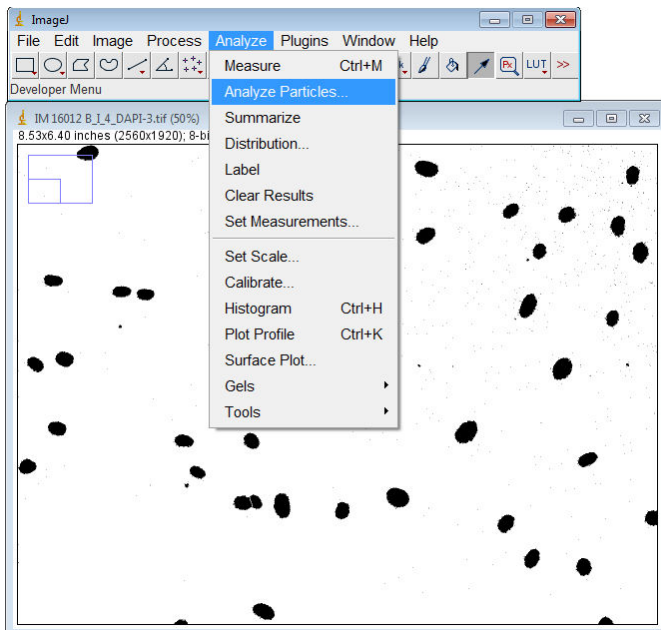 ImageJ
File Edit Image Process Analyze Plugins Window Help
LUT >>
Developer Menu
Measure Ctrl+M
Analyze Particles...
Summarize
Distribution...
Label
Clear Results
Set Measurements...
Set Scale...
Calibrate...
Histogram Ctrl+H
Plot Profile Ctrl+K
Surface Plot...
Gels
Tools
IM 16012 B_I_4_DAPI-3.tif (50%)
8.53x6.40 inches (2560x1920); 8-bi